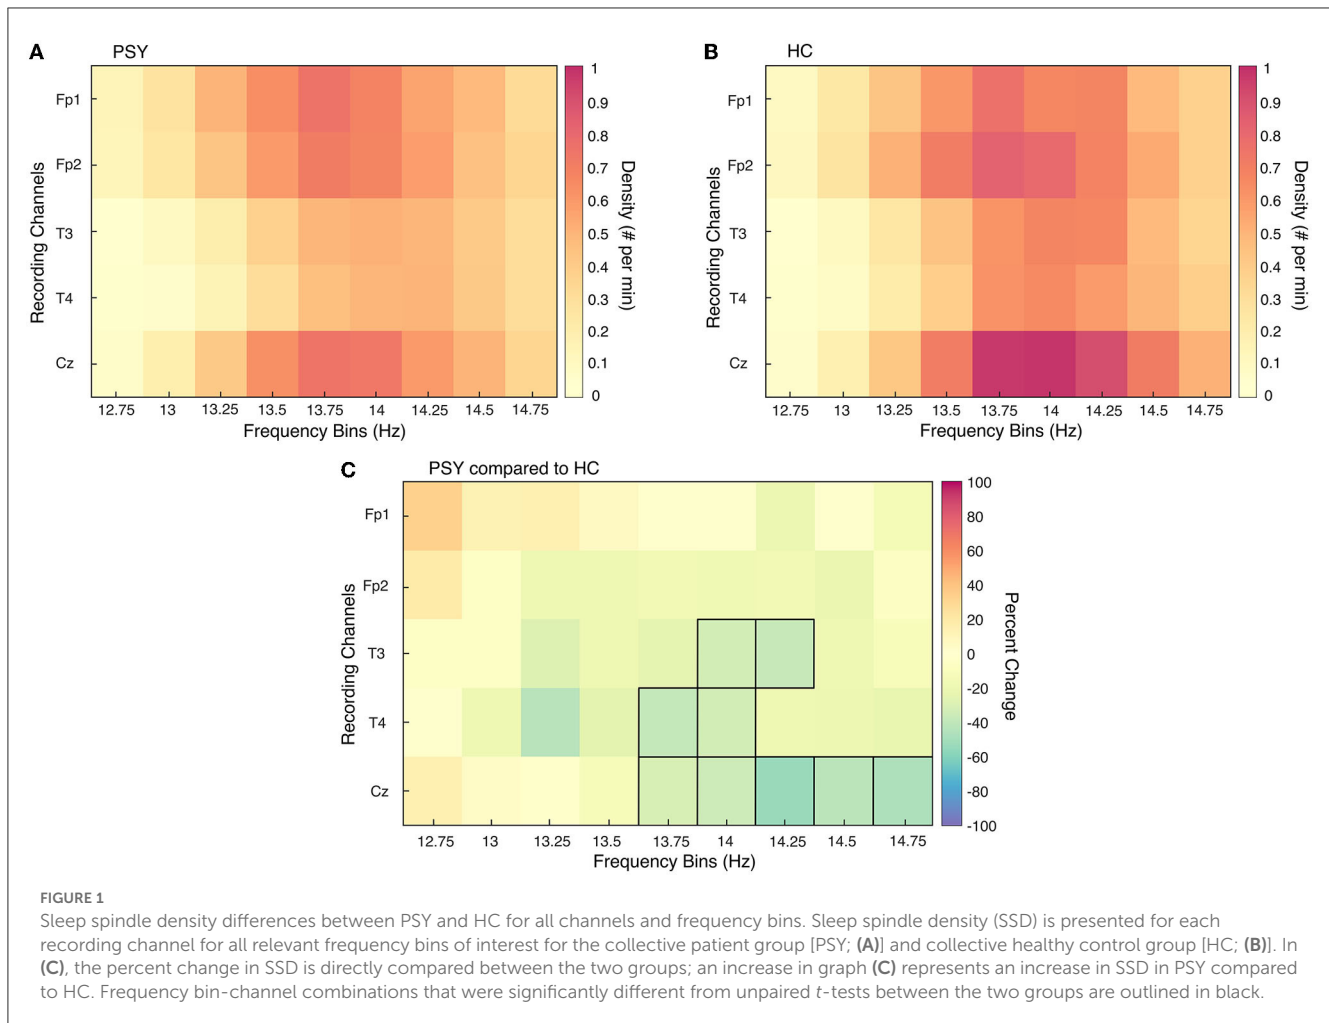 A
PSY
Recording Channels
Fp1
Fp2
T3
T4
Cz
12.75 13 13.25 13.5 13.75 14 14.25 14.5 14.75
Frequency Bins (Hz)
1
0.9
0.8
0.7
0.6
0.5
0.4
0.3
0.2
0.1
0
Density (# per min)
B
HC
Recording Channels
Fp1
Fp2
T3
T4
Cz
12.75 13 13.25 13.5 13.75 14 14.25 14.5 14.75
Frequency Bins (Hz)
1
0.9
0.8
0.7
0.6
0.5
0.4
0.3
0.2
0.1
0
Density (# per min)
C
PSY compared to HC
Recording Channels
Fp1
Fp2
T3
T4
Cz
12.75 13 13.25 13.5 13.75 14 14.25 14.5 14.75
Frequency Bins (Hz)
100
80
60
40
20
0
-20
-40
-60
-80
-100
Percent Change
FIGURE 1
Sleep spindle density differences between PSY and HC for all channels and frequency bins. Sleep spindle density (SSD) is presented for each
recording channel for all relevant frequency bins of interest for the collective patient group [PSY; (A)] and collective healthy control group [HC; (B)]. In
(C), the percent change in SSD is directly compared between the two groups; an increase in graph (C) represents an increase in SSD in PSY compared
to HC. Frequency bin-channel combinations that were significantly different from unpaired t-tests between the two groups are outlined in black.